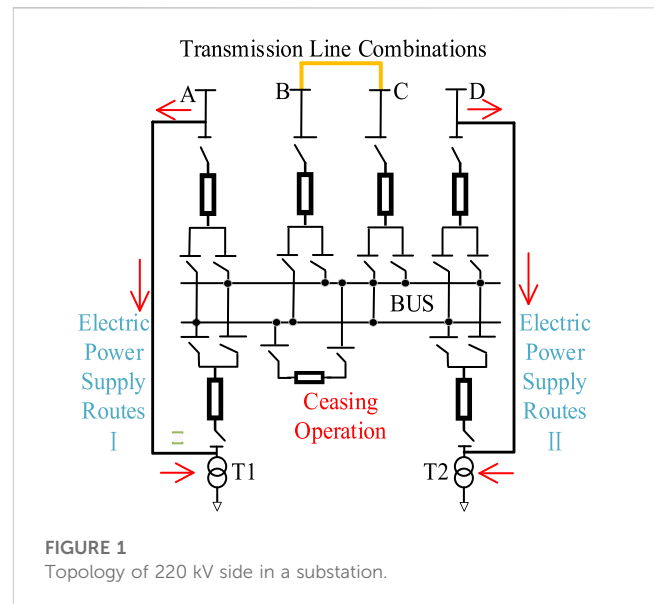 Transmission Line Combinations
A
B
C
D
BUS
Electric
Power
Supply
Routes
I
Ceasing
Operation
Electric
Power
Supply
Routes
II
T1
T2
FIGURE 1
Topology of 220 kV side in a substation.